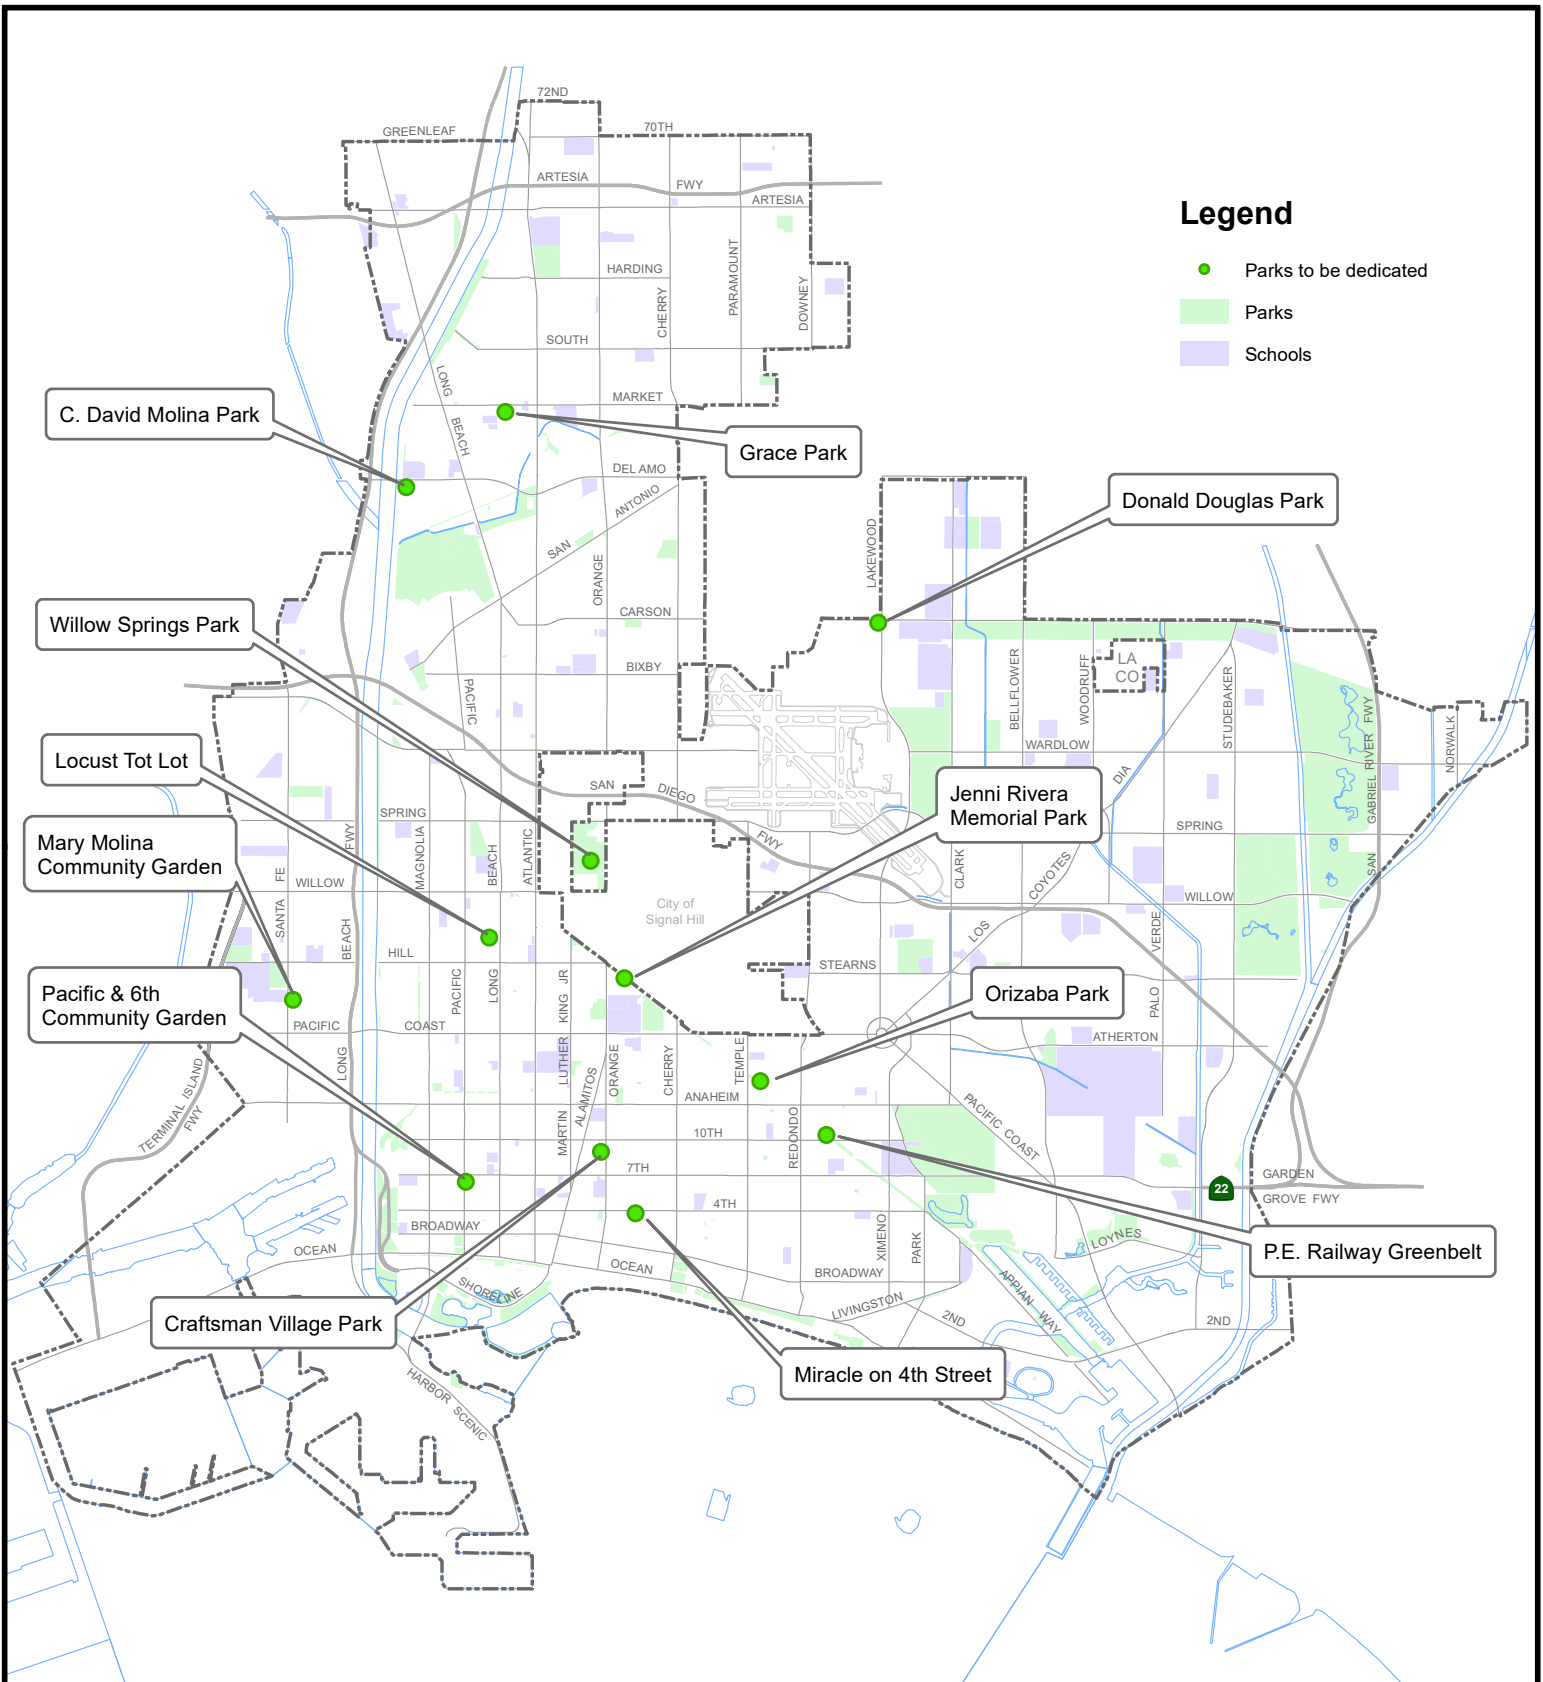 72ND
GREENLEAF
70TH
ARTESIA
FWY
ARTESIA
Legend
Parks to be dedicated
Parks
Schools
HARDING
CHERRY
PARAMOUNT
DOWNEY
SOUTH
LONG
BEACH
MARKET
C. David Molina Park
Grace Park
DEL AMO
SAN
ANTONIO
ORANGE
LAKEWOOD
Donald Douglas Park
Willow Springs Park
CARSON
BIXBY
PACIFIC
BELLFLOWER
WOODRUFF
LA
CO
STUDEBAKER
WARDLOW
NORWALK
SAN
GABRIEL RIVER
FWY
Locust Tot Lot
SAN
DIEGO
FWY
DIA
Jenni Rivera
Memorial Park
SPRING
SPRING
Mary Molina
Community Garden
FWY
MAGNOLIA
BEACH
ATLANTIC
CLARK
COYOTES
LOS
WILLOW
WILLOW
SANTA
FE
City of
Signal Hill
BEACH
HILL
STEARNS
VERDE
PALO
Pacific & 6th
Community Garden
PACIFIC
LONG
KING JR
LUTHER
MARTIN
Orizaba Park
PACIFIC
COAST
ATHERTON
LONG
TERMINAL ISLAND
FWY
ALAMITOS
ORANGE
CHERRY
TEMPLE
ANAHEIM
PACIFIC COAST
10TH
REDONDO
7TH
22
GARDEN
GROVE FWY
4TH
BROADWAY
XIMENO
PARK
LOYNES
P.E. Railway Greenbelt
OCEAN
OCEAN
BROADWAY
SHORELINE
LIVINGSTON
APPIAN WAY
2ND
2ND
Craftsman Village Park
Miracle on 4th Street
HARBOR SCENIC